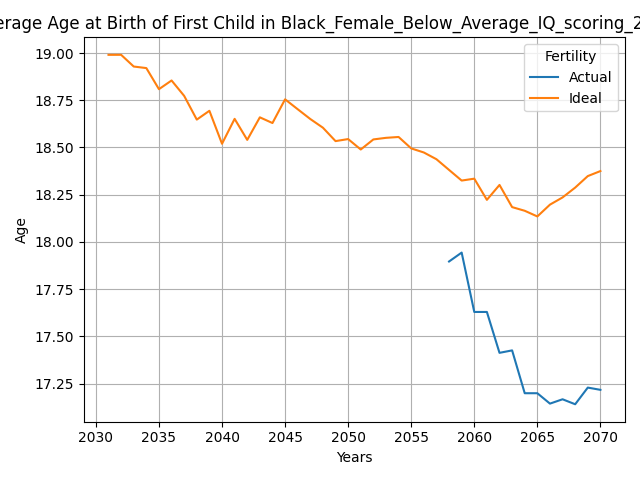 erage Age at Birth of First Child in Black_Female_Below_Average_IQ_scoring_2
Fertility
Actual
Ideal
Age
19.00
18.75
18.50
18.25
18.00
17.75
17.50
17.25
2030 2035 2040 2045 2050 2055 2060 2065 2070
Years